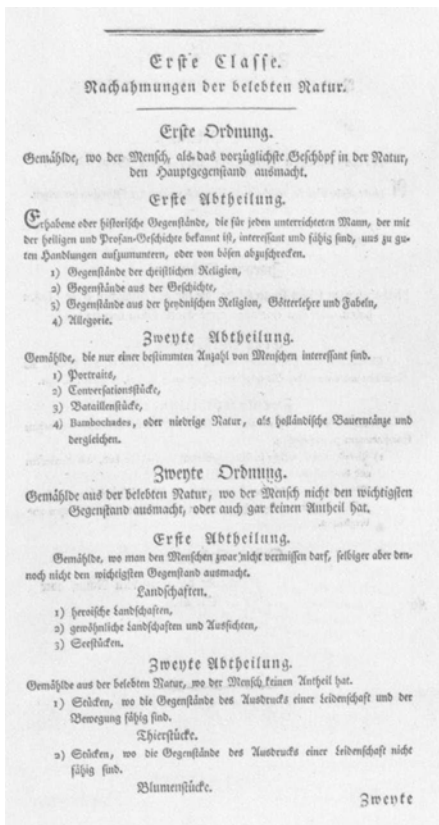 Erste Classe.
Nachahmungen der belebten Natur.
Erste Ordnung.
Gemählde, wo der Mensch, als das vorzüglichste Geschöpf in der Natur,
den Hauptgegenstand ausmacht.
Erste Abtheilung.
Erhabene oder historische Gegenstände, die für jeden unterrichteten Mann, der mit
der heiligen und Profan-Geschichte bekannt ist, interessant und fähig sind, uns zu gu-
ten Handlungen aufzumuntern, oder von bösen abzuschrecken.
1) Gegenstände der christlichen Religion,
2) Gegenstände aus der Geschichte,
3) Gegenstände aus der heydnischen Religion, Götterlehre und Fabeln,
4) Allegorie.
Zweyte Abtheilung.
Gemählde, die nur einer bestimmten Anzahl von Menschen interessant sind.
1) Portraits,
2) Conversationsstücke,
3) Bataillenstücke,
4) Bambochades, oder niedrige Natur, als holländische Bauerntänze und
dergleichen.
Zweyte Ordnung.
Gemählde aus der belebten Natur, wo der Mensch nicht den wichtigsten
Gegenstand ausmacht, oder auch gar keinen Antheil hat.
Erste Abtheilung.
Gemählde, wo man den Menschen zwar nicht vermissen darf, selbiger aber den-
noch nicht den wichtigsten Gegenstand ausmacht.
Landschaften.
1) heroische Landschaften,
2) gewöhnliche Landschaften und Aussichten,
3) Seestücken.
Zweyte Abtheilung.
Gemählde aus der belebten Natur, wo der Mensch keinen Antheil hat.
1) Stücken, wo die Gegenstände des Ausdrucks einer Leidenschaft und der
Bewegung fähig sind.
Thierstücke.
2) Stücken, wo die Gegenstände des Ausdrucks einer Leidenschaft nicht
fähig sind.
Blumenstücke.
Zweyte